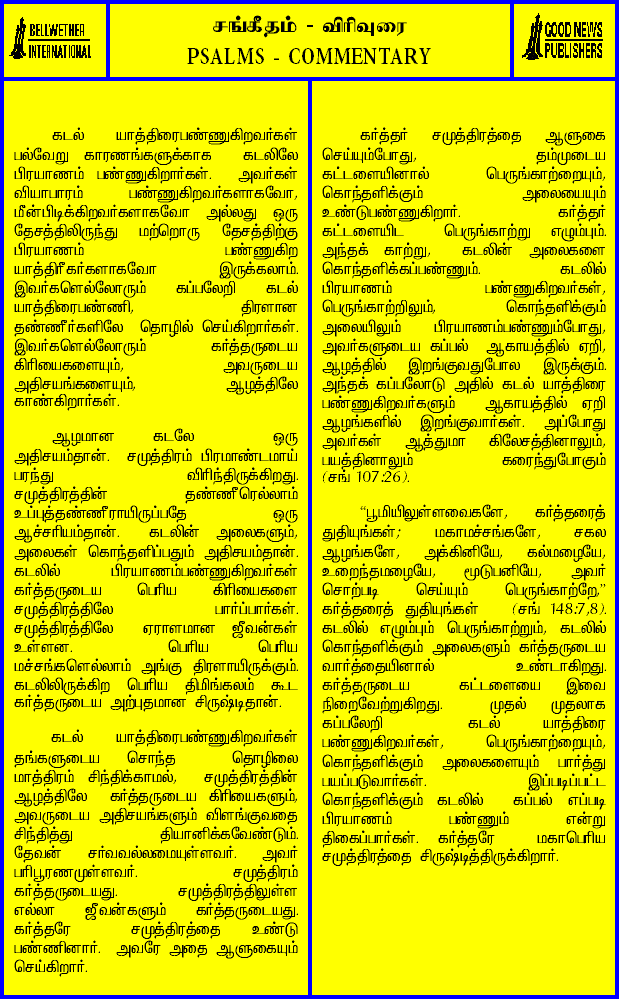 BELLWETHER
INTERNATIONAL
சங்கீதம் - விரிவுரை
PSALMS - COMMENTARY
GOOD NEWS
PUBLISHERS
கடல் யாத்திரைபண்ணுகிறவர்கள்
பல்வேறு காரணங்களுக்காக கடலிலே
பிரயாணம் பண்ணுகிறார்கள். அவர்கள்
வியாபாரம் பண்ணுகிறவர்களாகவோ,
மீன்பிடிக்கிறவர்களாகவோ அல்லது ஒரு
தேசத்திலிருந்து மற்றொரு தேசத்திற்கு
பிரயாணம் பண்ணுகிற
யாத்திரீகர்களாகவோ இருக்கலாம்.
இவர்களெல்லோரும் கப்பலேறி கடல்
யாத்திரைபண்ணி, திரளான
தண்ணீர்களிலே தொழில் செய்கிறார்கள்.
இவர்களெல்லோரும் கர்த்தருடைய
கிரியைகளையும், அவருடைய
அதிசயங்களையும், ஆழத்திலே
காண்கிறார்கள்.
ஆழமான கடலே ஒரு
அதிசயம்தான். சமுத்திரம் பிரமாண்டமாய்
பரந்து விரிந்திருக்கிறது.
சமுத்திரத்தின் தண்ணீரெல்லாம்
உப்புத்தண்ணீராயிருப்பதே ஒரு
ஆச்சரியம்தான். கடலின் அலைகளும்,
அலைகள் கொந்தளிப்பதும் அதிசயம்தான்.
கடலில் பிரயாணம்பண்ணுகிறவர்கள்
கர்த்தருடைய பெரிய கிரியைகளை
சமுத்திரத்திலே பார்ப்பார்கள்.
சமுத்திரத்திலே ஏராளமான ஜீவன்கள்
உள்ளன. பெரிய பெரிய
மச்சங்களெல்லாம் அங்கு திரளாயிருக்கும்.
கடலிலிருக்கிற பெரிய திமிங்கலம் கூட
கர்த்தருடைய அற்புதமான சிருஷ்டிதான்.
கடல் யாத்திரைபண்ணுகிறவர்கள்
தங்களுடைய சொந்த தொழிலை
மாத்திரம் சிந்திக்காமல், சமுத்திரத்தின்
ஆழத்திலே கர்த்தருடைய கிரியைகளும்,
அவருடைய அதிசயங்களும் விளங்குவதை
சிந்தித்து தியானிக்கவேண்டும்.
தேவன் சர்வவல்லமையுள்ளவர். அவர்
பரிபூரணமுள்ளவர். சமுத்திரம்
கர்த்தருடையது. சமுத்திரத்திலுள்ள
எல்லா ஜீவன்களும் கர்த்தருடையது.
கர்த்தரே சமுத்திரத்தை உண்டு
பண்ணினார். அவரே அதை ஆளுகையும்
செய்கிறார்.
கர்த்தர் சமுத்திரத்தை ஆளுகை
செய்யும்போது, தம்முடைய
கட்டளையினால் பெருங்காற்றையும்,
கொந்தளிக்கும் அலையையும்
உண்டுபண்ணுகிறார். கர்த்தர்
கட்டளையிட பெருங்காற்று எழும்பும்.
அந்தக் காற்று, கடலின் அலைகளை
கொந்தளிக்கப்பண்ணும். கடலில்
பிரயாணம் பண்ணுகிறவர்கள்,
பெருங்காற்றிலும், கொந்தளிக்கும்
அலையிலும் பிரயாணம்பண்ணும்போது,
அவர்களுடைய கப்பல் ஆகாயத்தில் ஏறி,
ஆழத்தில் இறங்குவதுபோல இருக்கும்.
அந்தக் கப்பலோடு அதில் கடல் யாத்திரை
பண்ணுகிறவர்களும் ஆகாயத்தில் ஏறி
ஆழங்களில் இறங்குவார்கள். அப்போது
அவர்கள் ஆத்துமா கிலேசத்தினாலும்,
பயத்தினாலும் கரைந்துபோகும்
(சங் 107:26).
“பூமியிலுள்ளவைகளே, கர்த்தரைத்
துதியுங்கள்; மகாமச்சங்களே, சகல
ஆழங்களே, அக்கினியே, கல்மழையே,
உறைந்தமழையே, மூடுபனியே, அவர்
சொற்படி செய்யும் பெருங்காற்றே,”
கர்த்தரைத் துதியுங்கள் (சங் 148:7,8).
கடலில் எழும்பும் பெருங்காற்றும், கடலில்
கொந்தளிக்கும் அலைகளும் கர்த்தருடைய
வார்த்தையினால் உண்டாகிறது.
கர்த்தருடைய கட்டளையை இவை
நிறைவேற்றுகிறது. முதல் முதலாக
கப்பலேறி கடல் யாத்திரை
பண்ணுகிறவர்கள், பெருங்காற்றையும்,
கொந்தளிக்கும் அலைகளையும் பார்த்து
பயப்படுவார்கள். இப்படிப்பட்ட
கொந்தளிக்கும் கடலில் கப்பல் எப்படி
பிரயாணம் பண்ணும் என்று
திகைப்பார்கள். கர்த்தரே மகாபெரிய
சமுத்திரத்தை சிருஷ்டித்திருக்கிறார்.